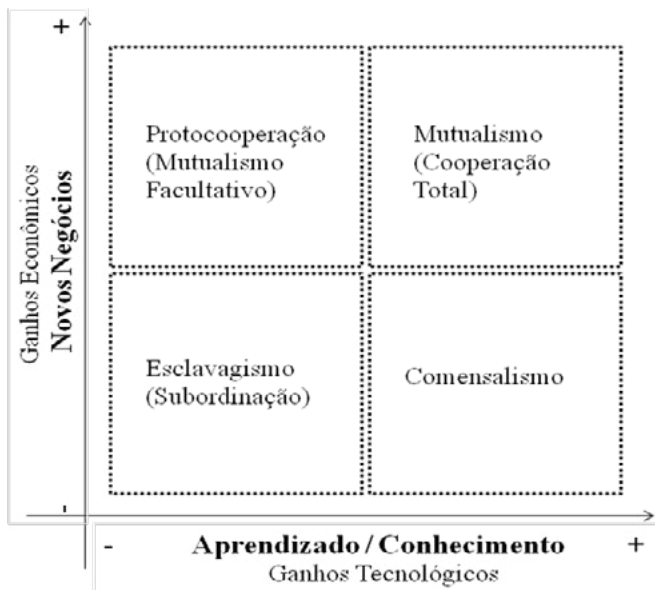 +
Ganhos Econômicos
Novos Negócios
-
Protocooperação
(Mutualismo
Facultativo)
Mutualismo
(Cooperação
Total)
Esclavagismo
(Subordinação)
Comensalismo
-
Aprendizado / Conhecimento
+
Ganhos Tecnológicos